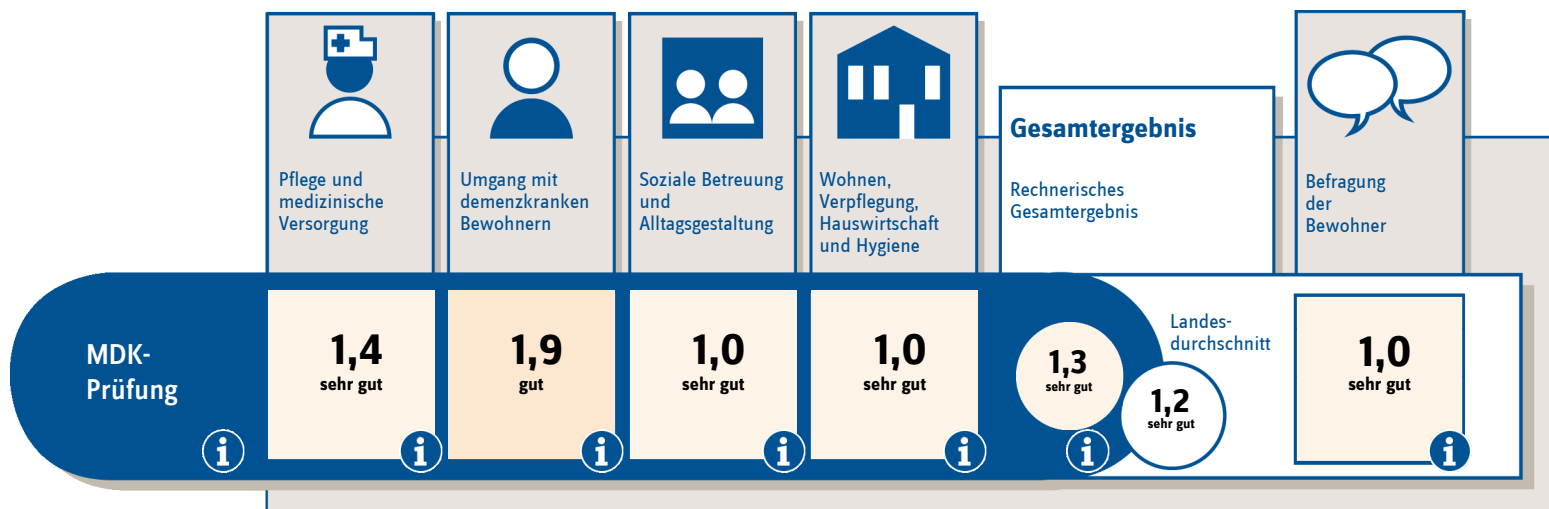 Pflege und
medizinische
Versorgung
Umgang mit
demenzkranken
Bewohnern
Soziale Betreuung
und
Alltagsgestaltung
Wohnen,
Verpflegung,
Hauswirtschaft
und Hygiene
Gesamtergebnis
Rechnerisches
Gesamtergebnis
Befragung
der
Bewohner
MDK-
Prüfung
i
1,4
sehr gut
i
1,9
gut
i
1,0
sehr gut
i
1,0
sehr gut
i
1,3
sehr gut
i
Landes-
durchschnitt
1,2
sehr gut
1,0
sehr gut
i